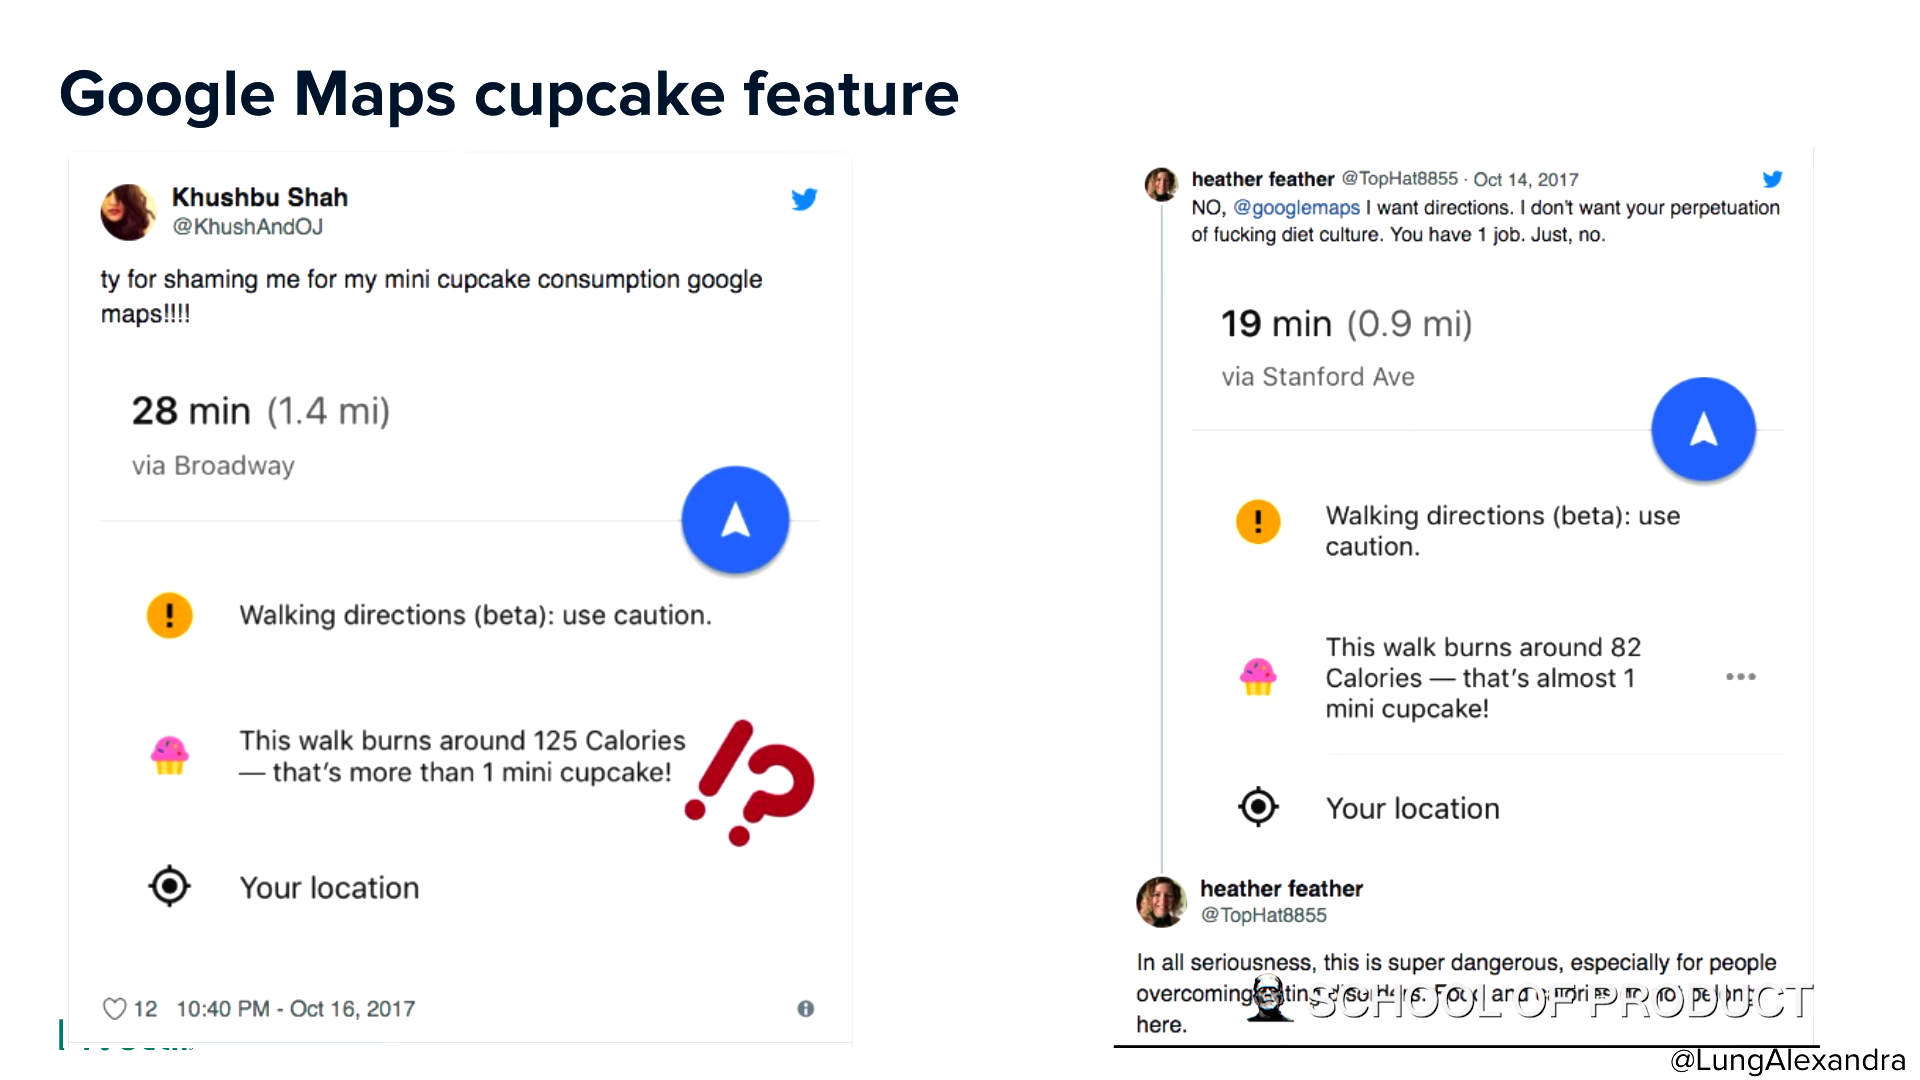 Google Maps cupcake feature
Khushbu Shah
@KhushAndOJ
ty for shaming me for my mini cupcake consumption google
maps!!!!
28 min (1.4 mi)
via Broadway
Walking directions (beta): use caution.
This walk burns around 125 Calories
— that's more than 1 mini cupcake!
!?
Your location
12 10:40 PM - Oct 16, 2017
heather feather @TopHat8855 · Oct 14, 2017
NO, @googlemaps I want directions. I don't want your perpetuation
of fucking diet culture. You have 1 job. Just, no.
19 min (0.9 mi)
via Stanford Ave
Walking directions (beta): use
caution.
This walk burns around 82
Calories — that's almost 1
mini cupcake!
Your location
heather feather
@TopHat8855
In all seriousness, this is super dangerous, especially for people
overcoming disorders. Food and calories
here.
SCHOOL OF PRODUCT
@LungAlexandra